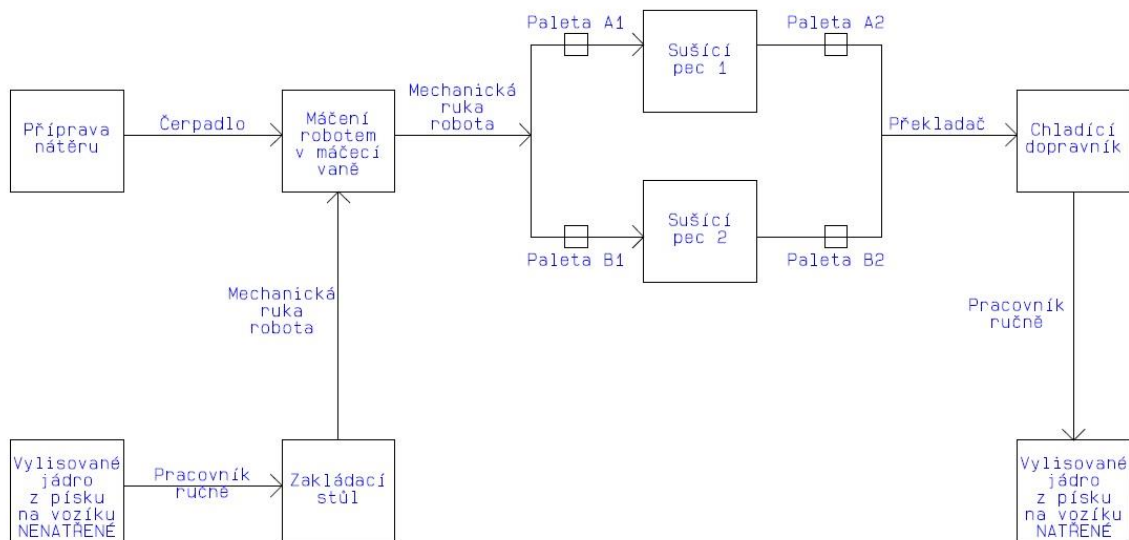 Paleta A1
Paleta A2
Sušící
pec 1
Příprava
nátěru
Čerpadlo
Máčení
robotem
v máčecí
vaně
Mechanická
ruka
robota
Překladač
Chladící
dopravník
Sušící
pec 2
Paleta B1
Paleta B2
Mechanická
ruka
robota
Pracovník
ručně
Vylisované
jádro
z písku
na vozíku
NENATŘENÉ
Pracovník
ručně
Zakládací
stůl
Vylisované
jádro
z písku
na vozíku
NATŘENÉ